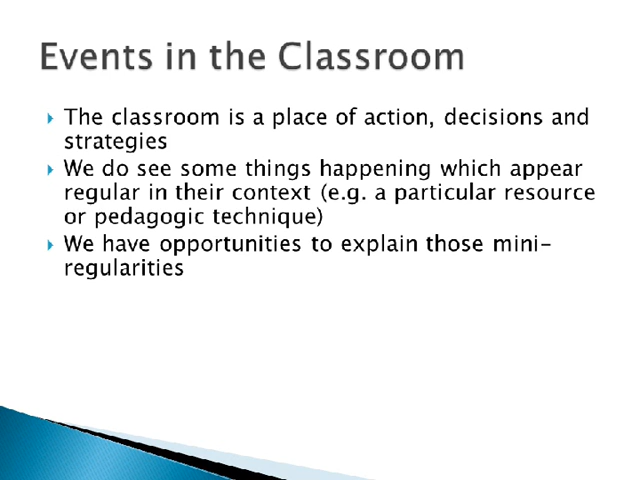 Events in the Classroom
The classroom is a place of action, decisions and
strategies
We do see some things happening which appear
regular in their context (e.g. a particular resource
or pedagogic technique)
We have opportunities to explain those mini-
regularities